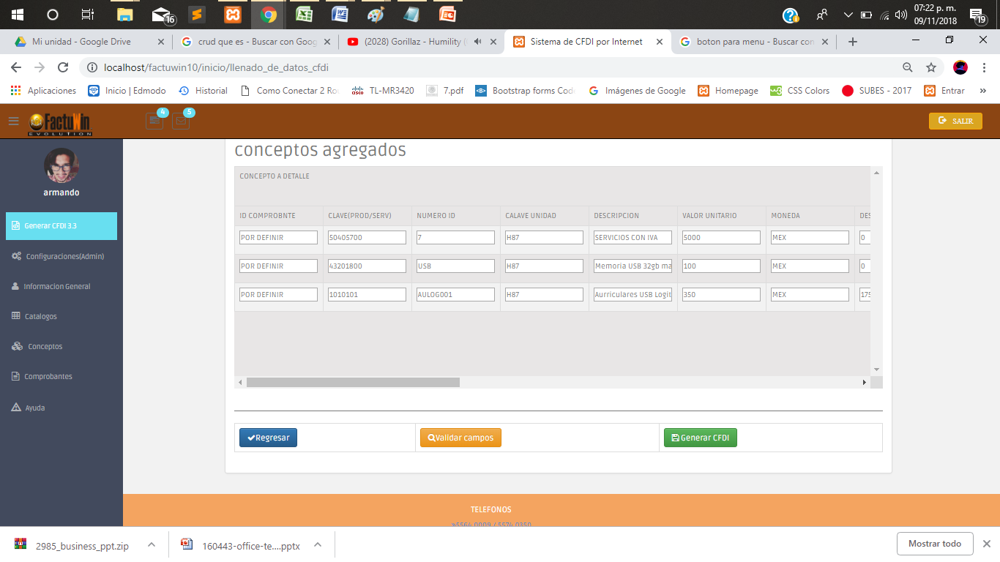 16
07:22 p. m.
09/11/2018
19
Mi unidad - Google Drive
crud que es - Buscar con Goog
(2028) Gorillaz - Humility (
Sistema de CFDI por Internet
boton para menu - Buscar con
localhost/factuwin10/inicio/llenado_de_datos_cfdi
Aplicaciones
Inicio | Edmodo
Historial
Como Conectar 2 Ro
TL-MR3420
7.pdf
Bootstrap forms Cod
Imágenes de Google
Homepage
CSS Colors
SUBES - 2017
Entrar
»
FactuWin
EVOLUTION
4
5
SALIR
armando
Generar CFDI 3.3
Configuraciones(Admin)
Informacion General
Catalogos
Conceptos
Comprobantes
Ayuda
conceptos agregados
CONCEPTO A DETALLE
ID COMPROBNTE CLAVE(PROD/SERV) NUMERO ID CALAVE UNIDAD DESCRIPCION VALOR UNITARIO MONEDA DES
POR DEFINIR 50405700 7 H87 SERVICIOS CON IVA 5000 MEX 0
POR DEFINIR 43201800 USB H87 Memoria USB 32gb ma 100 MEX 0
POR DEFINIR 1010101 AULOG001 H87 Aurriculares USB Logit 350 MEX 175
Regresar
Validar campos
Generar CFDI
TELEFONOS
2985_business_ppt.zip
160443-office-te....pptx
Mostrar todo